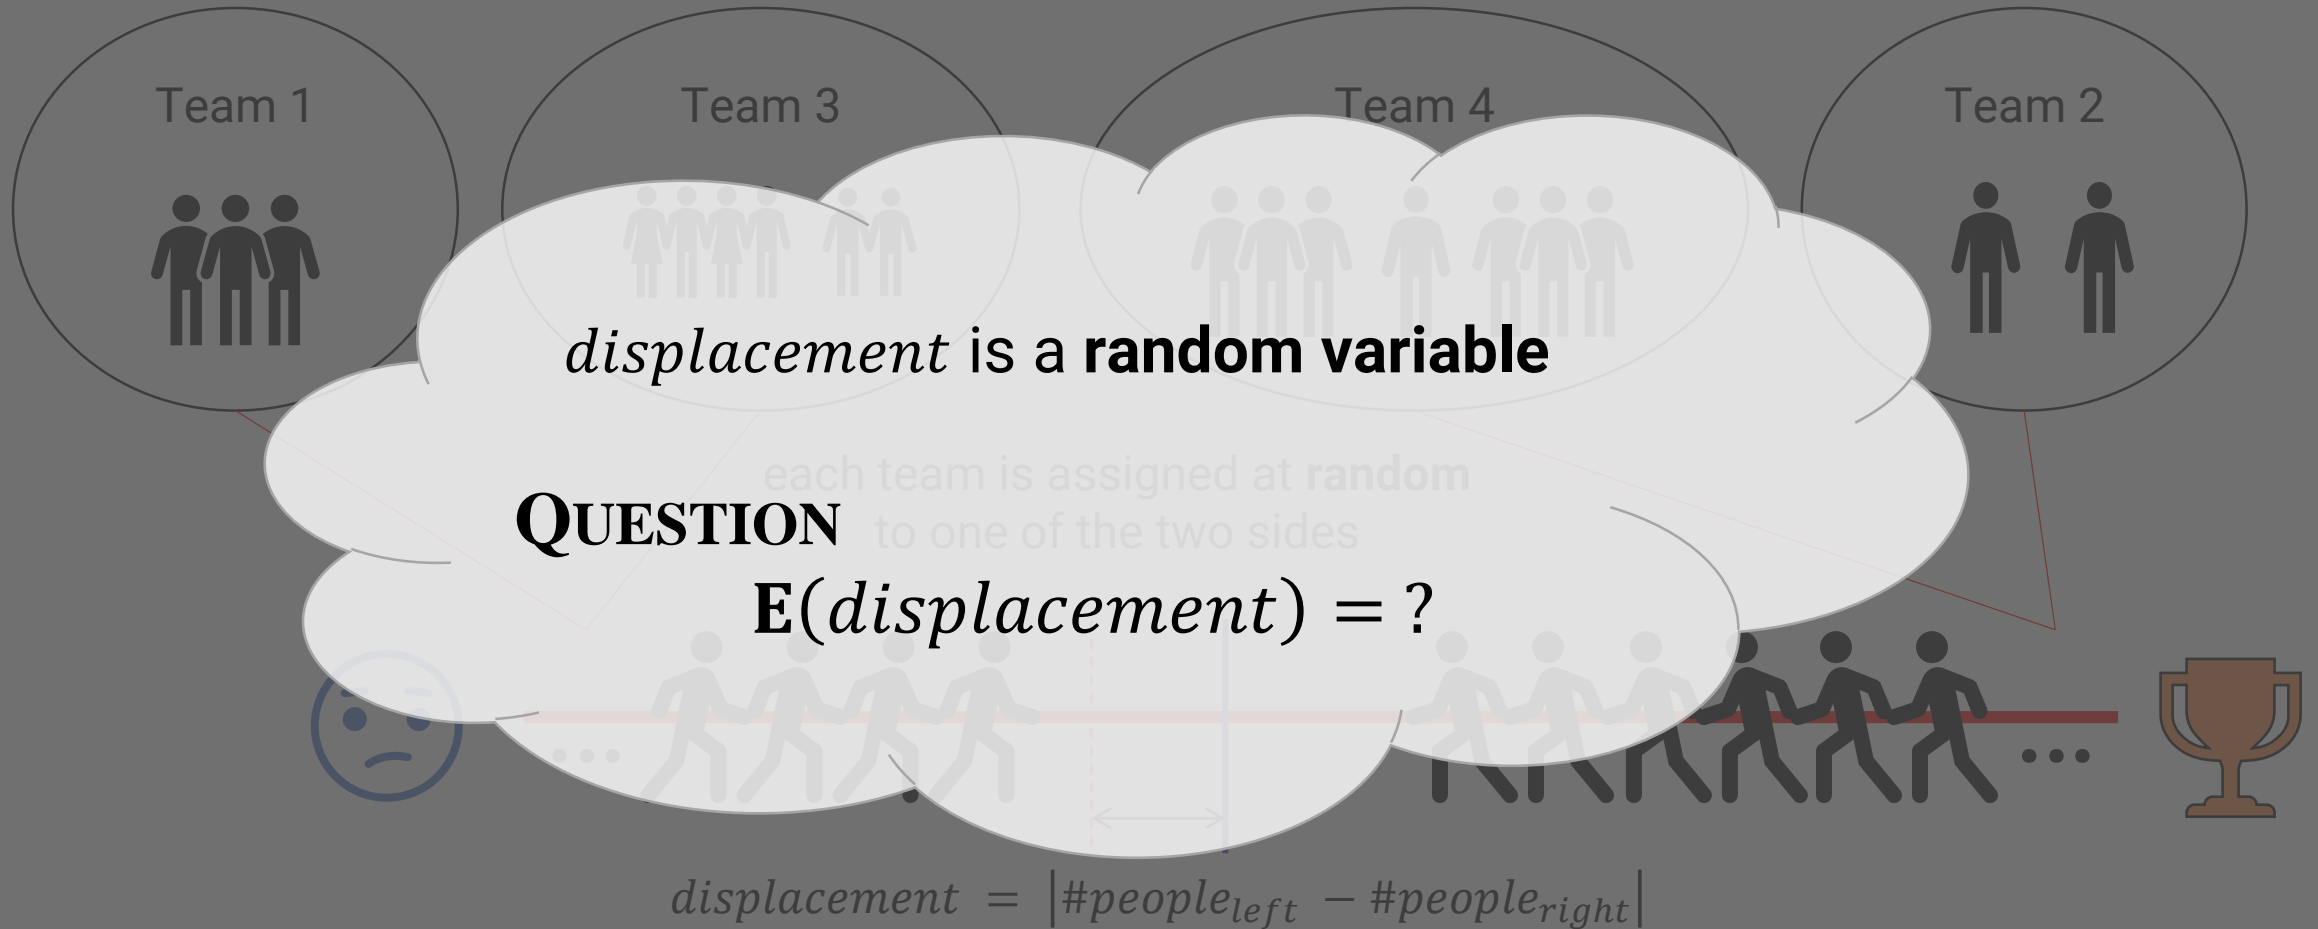 Team 1 Team 3 Team 4 Team 2
displacement is a random variable
each team is assigned at random
to one of the two sides
QUESTION
E(displacement) = ?
displacement = |#people_left − #people_right|